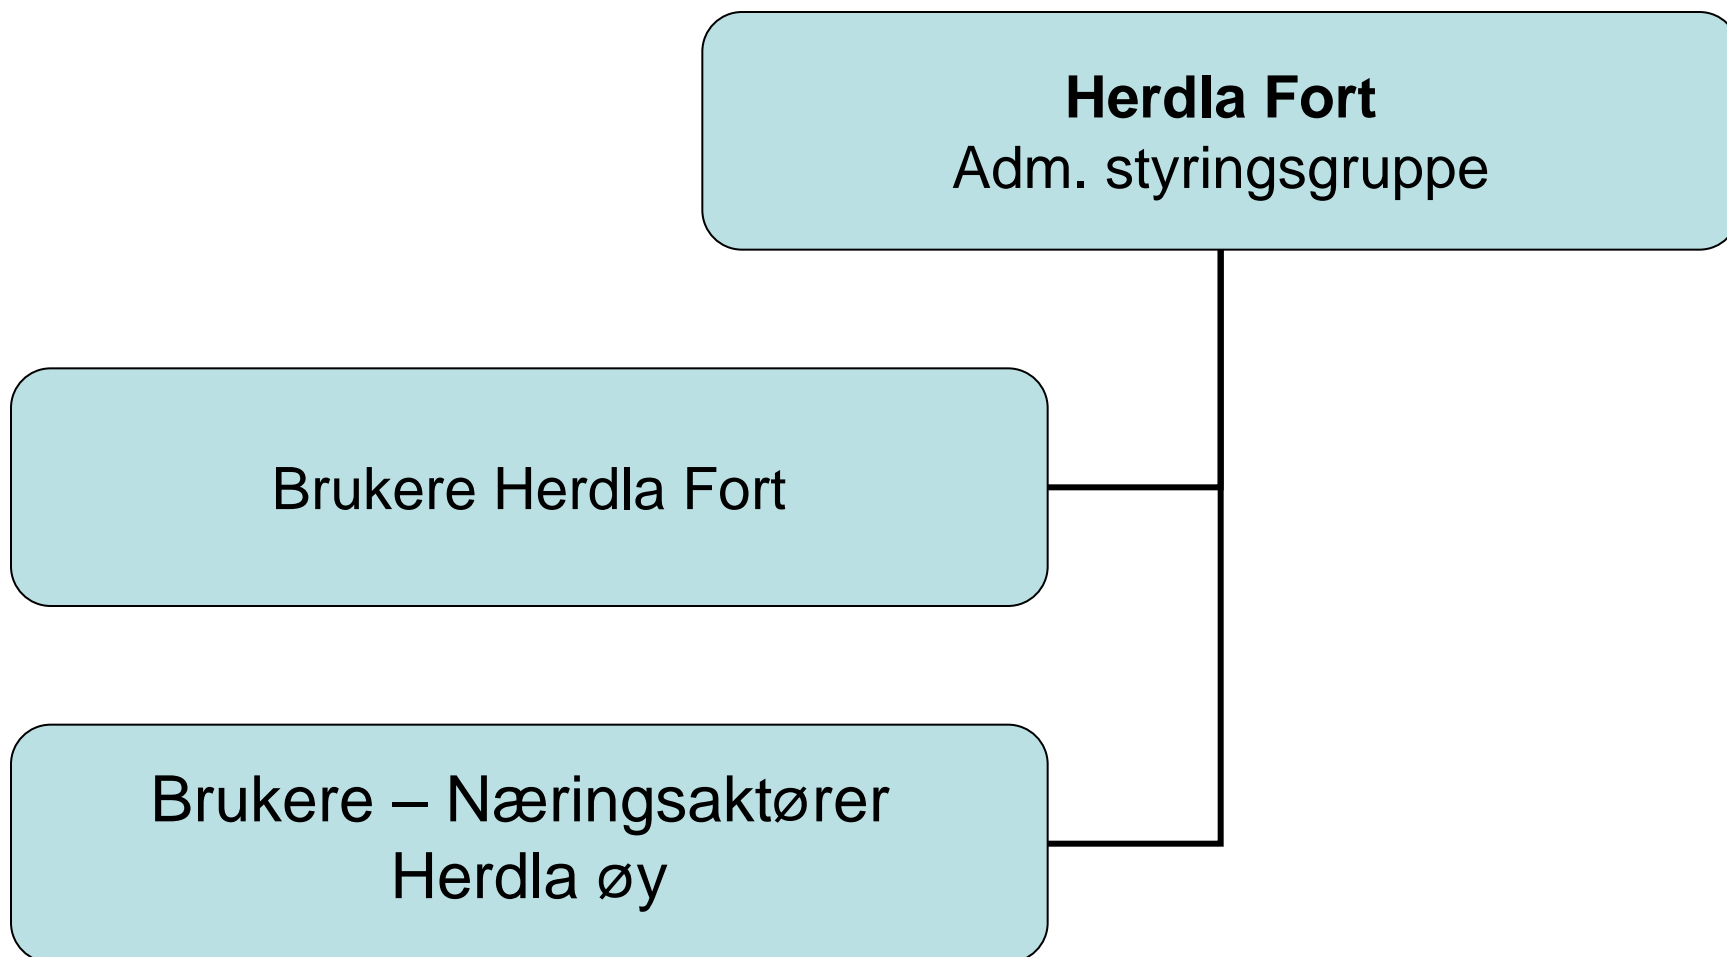 Herdla Fort
Adm. styringsgruppe
Brukere Herdla Fort
Brukere – Næringsaktører
Herdla øy